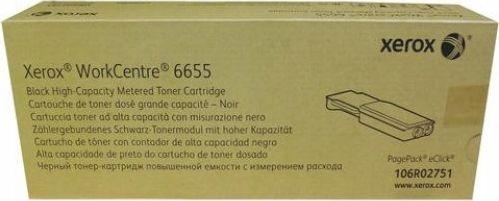 xerox
Xerox® WorkCentre® 6655
Black High-Capacity Metered Toner Cartridge
Cartouche de toner dosé grande capacité – Noir
Cartuccia toner ad alta capacità con misurazione nero
Zählergebundenes Schwarz-Tonermodul mit hoher Kapazität
Cartucho de tóner con contador de alta capacidad negro
Alta capacidade de preto do cartucho de toner dosado
Черный тонер-картридж повышенной емкости с измерением расхода
PagePack® eClick®
106R02751
www.xerox.com